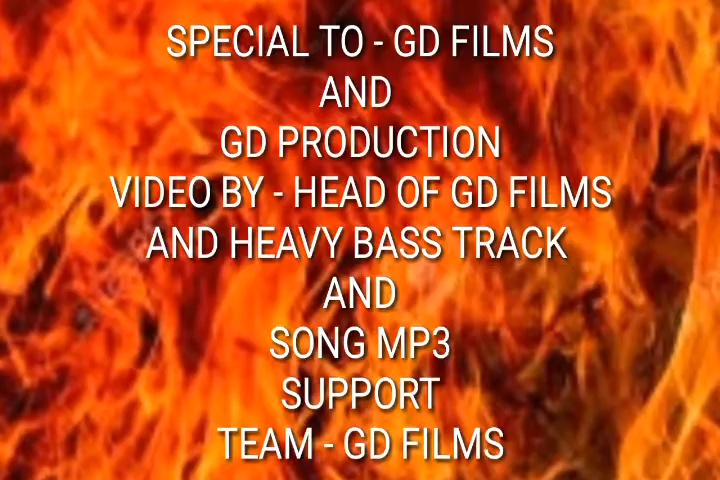 SPECIAL TO - GD FILMS
AND
GD PRODUCTION
VIDEO BY - HEAD OF GD FILMS
AND HEAVY BASS TRACK
AND
SONG MP3
SUPPORT
TEAM - GD FILMS